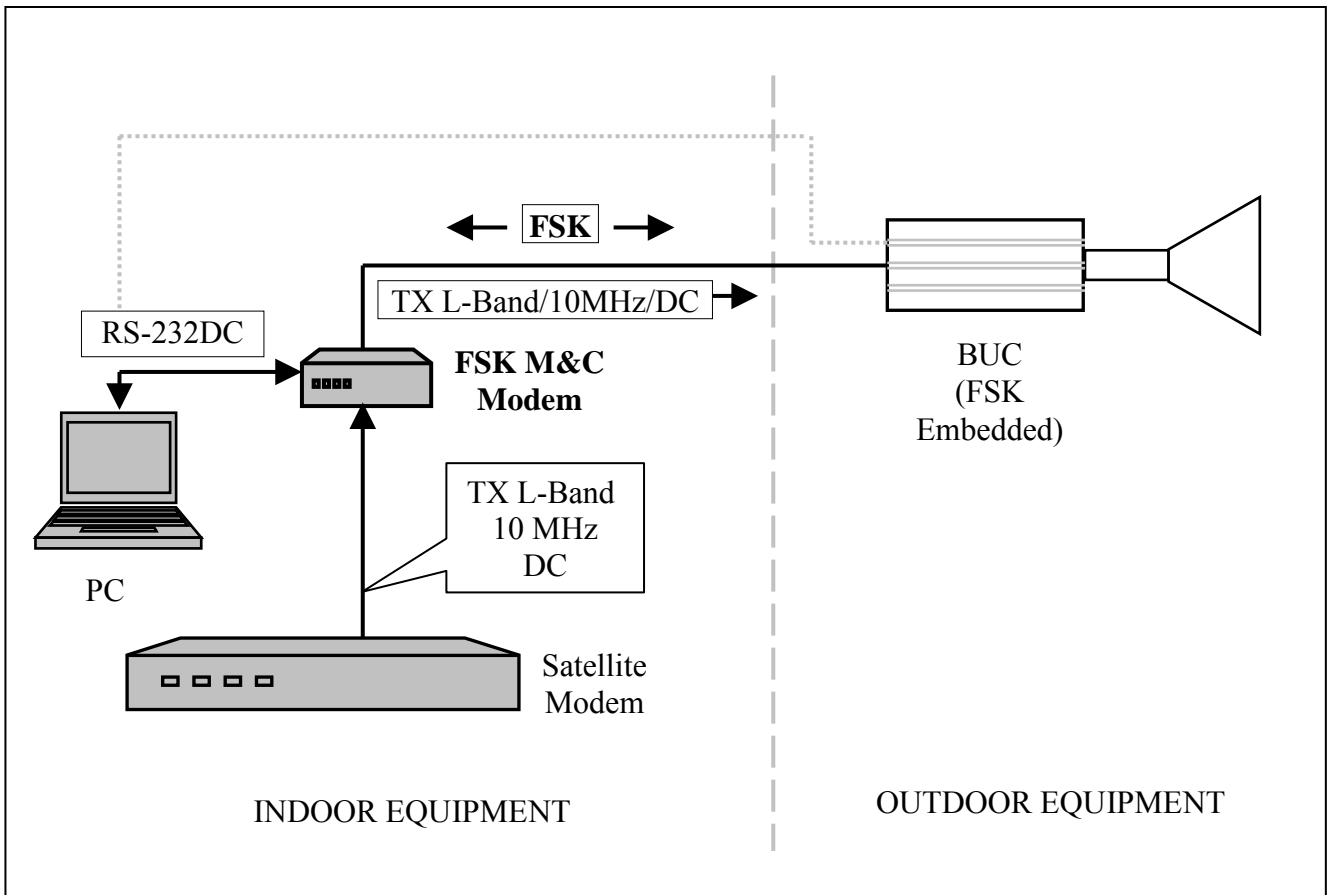 FSK
TX L-Band/10MHz/DC
RS-232DC
FSK M&C
Modem
BUC
(FSK
Embedded)
TX L-Band
10 MHz
DC
PC
Satellite
Modem
INDOOR EQUIPMENT
OUTDOOR EQUIPMENT